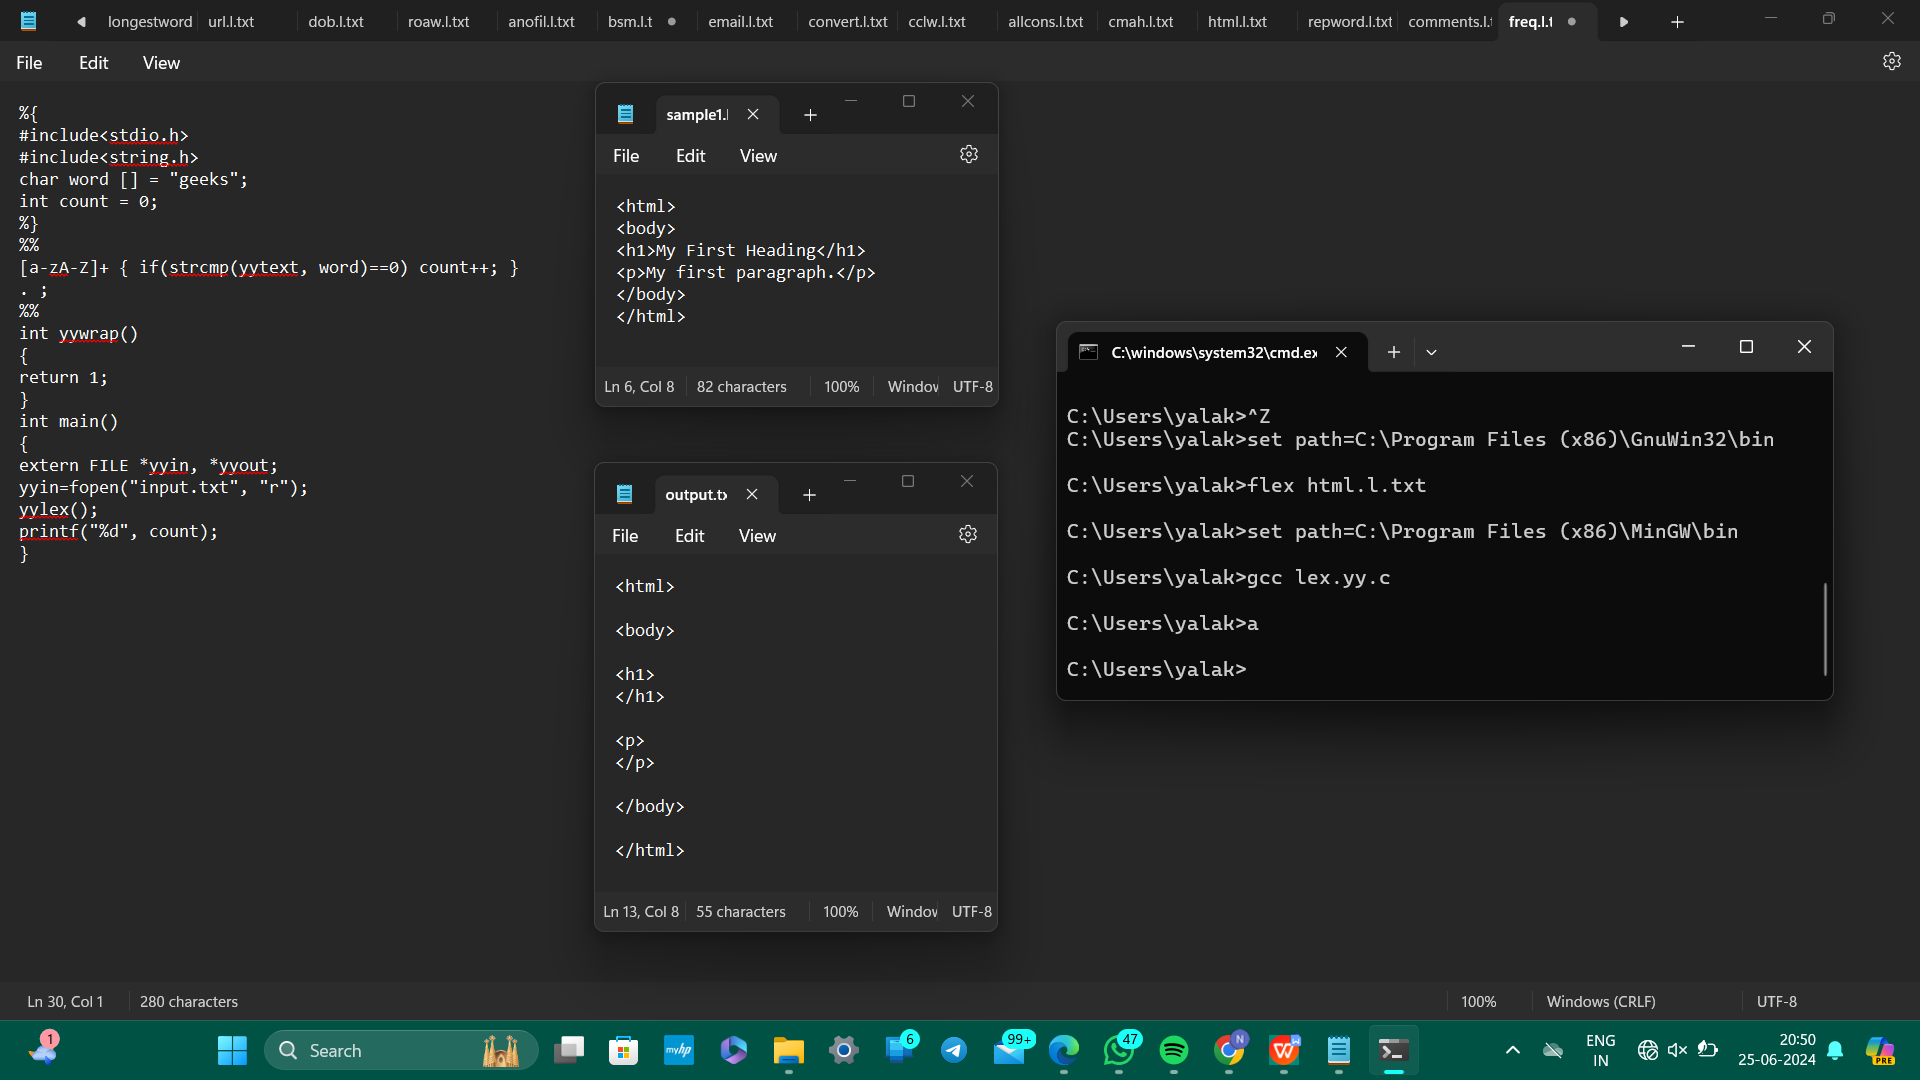 longestword url.l.txt dob.l.txt roaw.l.txt anofil.l.txt bsm.l.t email.l.txt convert.l.txt cclw.l.txt allcons.l.txt cmah.l.txt html.l.txt repword.l.txt comments.l.t freq.l.t
File Edit View
%{
#include<stdio.h>
#include<string.h>
char word [] = "geeks";
int count = 0;
%}
%%
[a-zA-Z]+ { if(strcmp(yytext, word)==0) count++; }
. ;
%%
int yywrap()
{
return 1;
}
int main()
{
extern FILE *yyin, *yyout;
yyin=fopen("input.txt", "r");
yylex();
printf("%d", count);
}
sample1.
File Edit View
<html>
<body>
<h1>My First Heading</h1>
<p>My first paragraph.</p>
</body>
</html>
Ln 6, Col 8 82 characters 100% Window UTF-8
output.tx
File Edit View
<html>
<body>
<h1>
</h1>
<p>
</p>
</body>
</html>
Ln 13, Col 8 55 characters 100% Window UTF-8
C:\windows\system32\cmd.ex
C:\Users\yalak>^Z
C:\Users\yalak>set path=C:\Program Files (x86)\GnuWin32\bin
C:\Users\yalak>flex html.l.txt
C:\Users\yalak>set path=C:\Program Files (x86)\MinGW\bin
C:\Users\yalak>gcc lex.yy.c
C:\Users\yalak>a
C:\Users\yalak>
Ln 30, Col 1 280 characters 100% Windows (CRLF) UTF-8
1 Search myhp 6 99+ 47 N W PRE
ENG
IN
20:50
25-06-2024